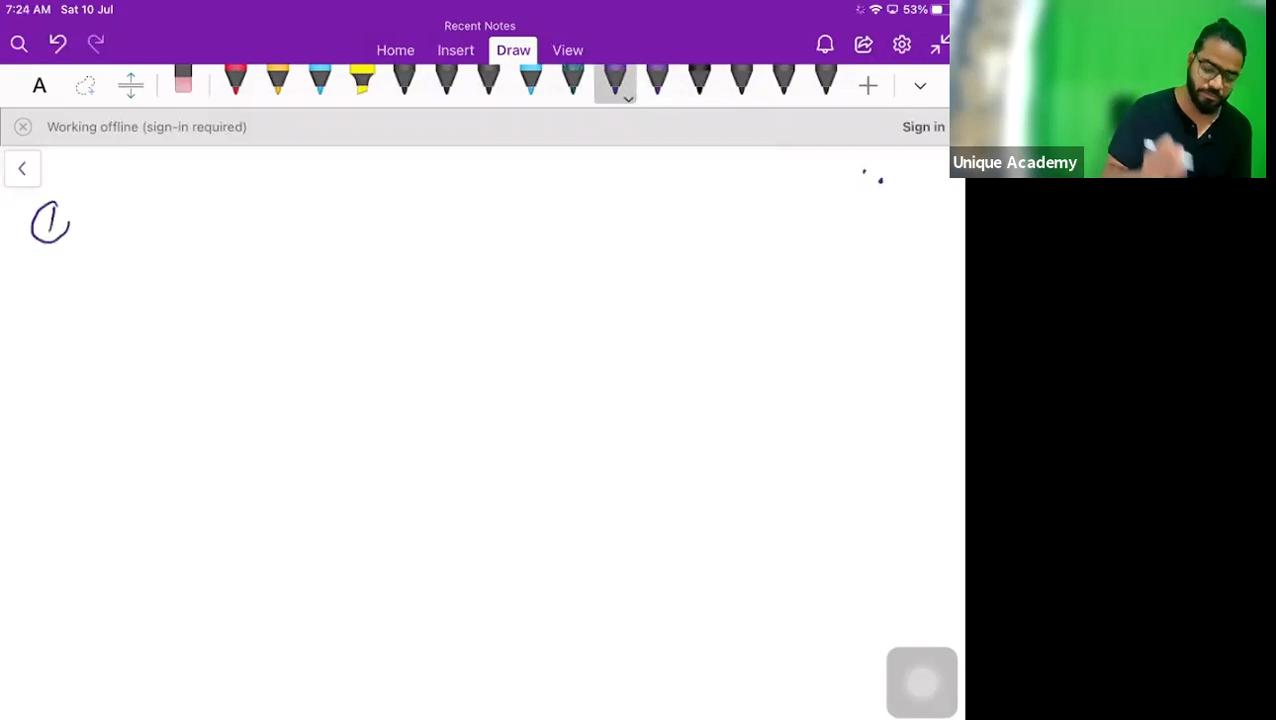 7:24 AM Sat 10 Jul
53%
Recent Notes
Home Insert Draw View
A
Working offline (sign-in required)
Sign in
Unique Academy
1